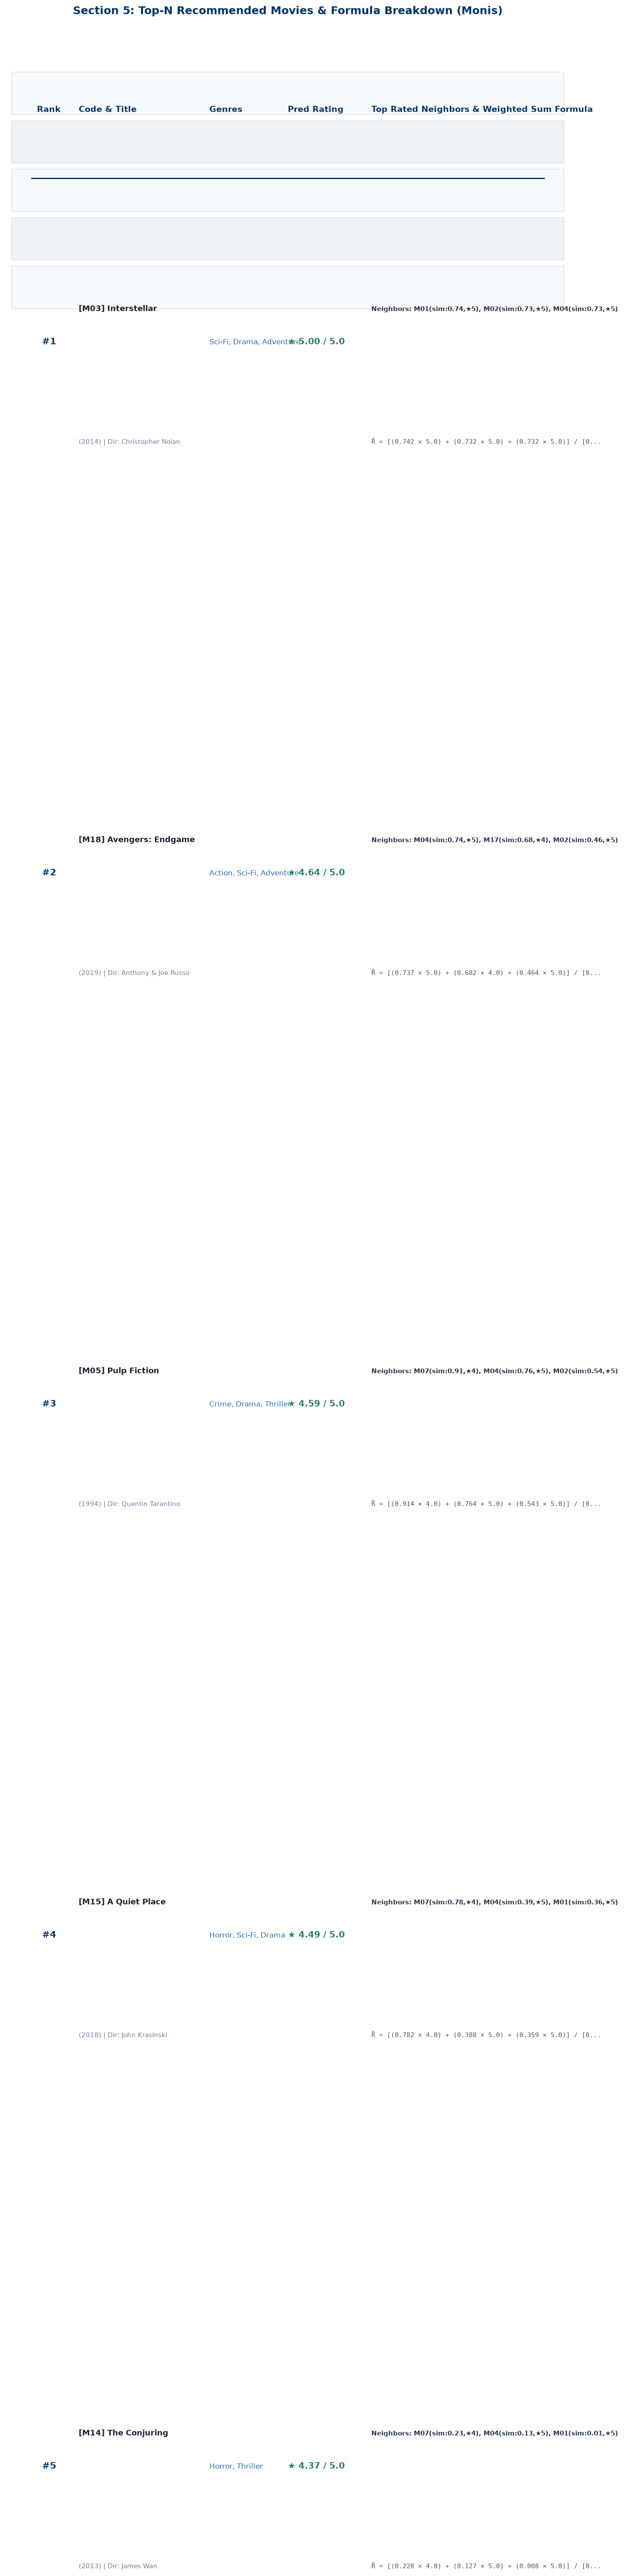 Section 5: Top-N Recommended Movies & Formula Breakdown (Monis)
Rank Code & Title Genres Pred Rating Top Rated Neighbors & Weighted Sum Formula
[M03] Interstellar Neighbors: M01(sim:0.74,★5), M02(sim:0.73,★5), M04(sim:0.73,★5)
#1 Sci-Fi, Drama, Adventure ★ 5.00 / 5.0
(2014) | Dir: Christopher Nolan R̂ = [(0.742 × 5.0) + (0.732 × 5.0) + (0.732 × 5.0)] / [0...
[M18] Avengers: Endgame Neighbors: M04(sim:0.74,★5), M17(sim:0.68,★4), M02(sim:0.46,★5)
#2 Action, Sci-Fi, Adventure ★ 4.64 / 5.0
(2019) | Dir: Anthony & Joe Russo R̂ = [(0.737 × 5.0) + (0.682 × 4.0) + (0.464 × 5.0)] / [0...
[M05] Pulp Fiction Neighbors: M07(sim:0.91,★4), M04(sim:0.76,★5), M02(sim:0.54,★5)
#3 Crime, Drama, Thriller ★ 4.59 / 5.0
(1994) | Dir: Quentin Tarantino R̂ = [(0.914 × 4.0) + (0.764 × 5.0) + (0.543 × 5.0)] / [0...
[M15] A Quiet Place Neighbors: M07(sim:0.78,★4), M04(sim:0.39,★5), M01(sim:0.36,★5)
#4 Horror, Sci-Fi, Drama ★ 4.49 / 5.0
(2018) | Dir: John Krasinski R̂ = [(0.782 × 4.0) + (0.388 × 5.0) + (0.359 × 5.0)] / [0...
[M14] The Conjuring Neighbors: M07(sim:0.23,★4), M04(sim:0.13,★5), M01(sim:0.01,★5)
#5 Horror, Thriller ★ 4.37 / 5.0
(2013) | Dir: James Wan R̂ = [(0.228 × 4.0) + (0.127 × 5.0) + (0.008 × 5.0)] / [0...